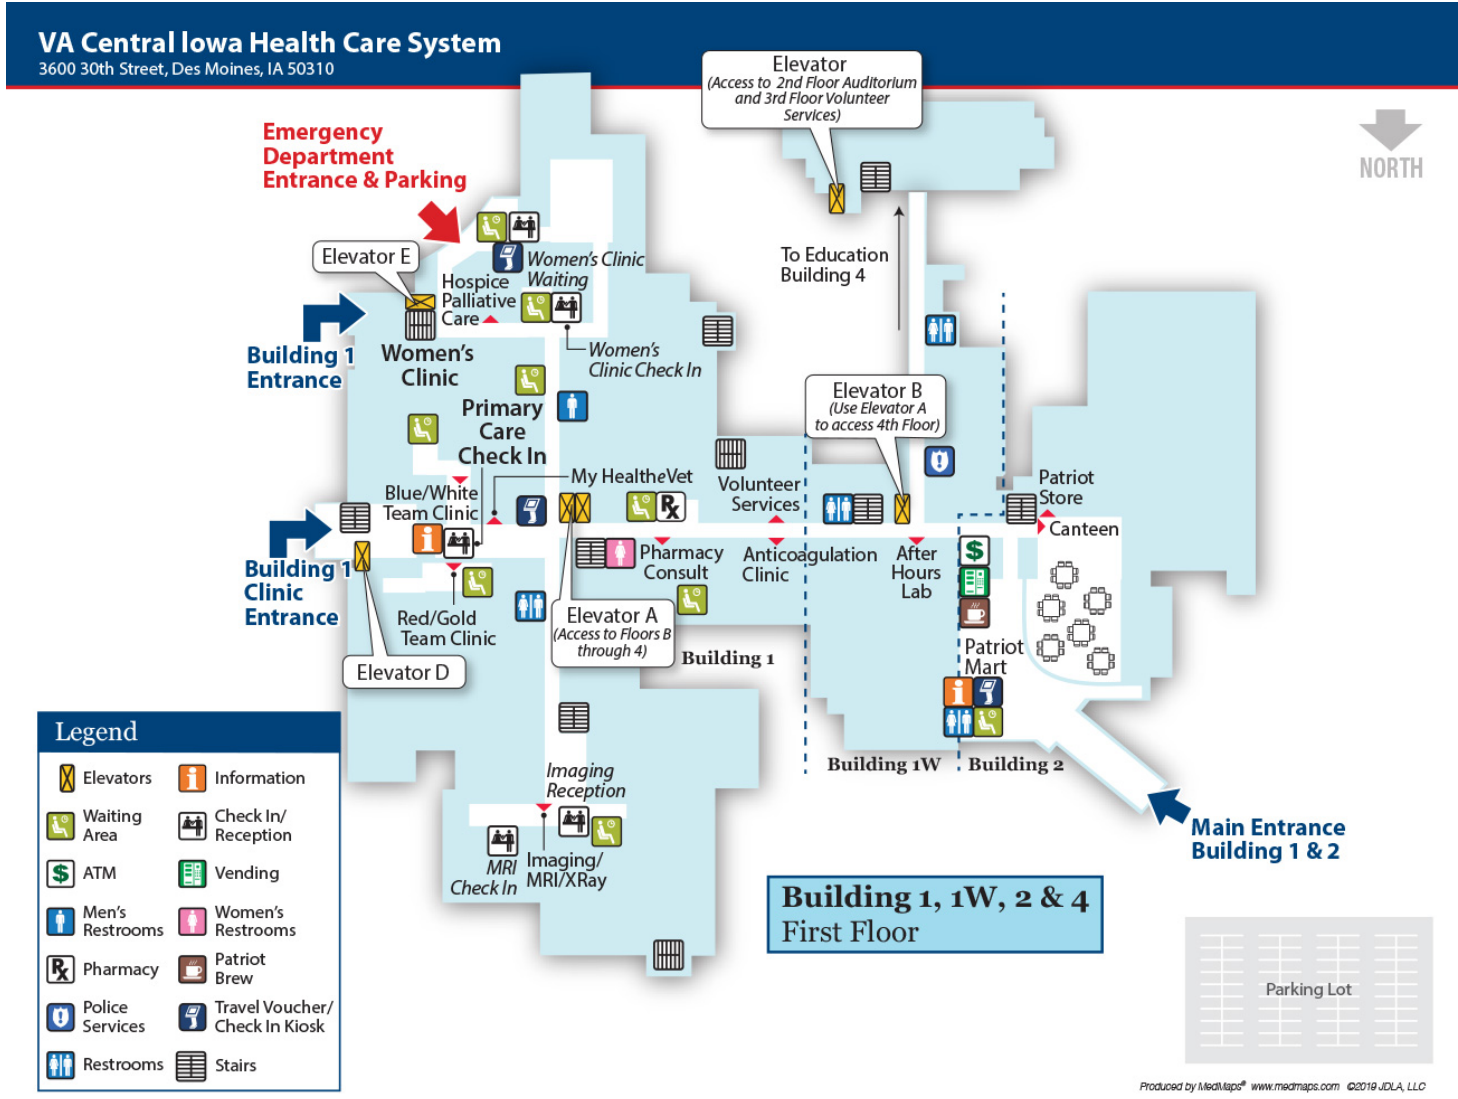 VA Central Iowa Health Care System
3600 30th Street, Des Moines, IA 50310
Elevator
(Access to 2nd Floor Auditorium
and 3rd Floor Volunteer
Services)
NORTH
Emergency
Department
Entrance & Parking
Elevator E
Women's Clinic
Waiting
Hospice
Palliative
Care
To Education
Building 4
Building 1
Entrance
Women's
Clinic
Women's
Clinic Check In
Primary
Care
Check In
Elevator B
(Use Elevator A
to access 4th Floor)
My HealtheVet
Volunteer
Services
Patriot
Store
Canteen
Blue/White
Team Clinic
Building 1
Clinic
Entrance
Pharmacy
Consult
Anticoagulation
Clinic
After
Hours
Lab
Red/Gold
Team Clinic
Elevator A
(Access to Floors B
through 4)
Elevator D
Building 1
Patriot
Mart
Building 1W
Building 2
Imaging
Reception
MRI
Check In
Imaging/
MRI/XRay
Main Entrance
Building 1 & 2
Building 1, 1W, 2 & 4
First Floor
Parking Lot
Legend
Elevators
Information
Waiting
Area
Check In/
Reception
$
ATM
Vending
Men's
Restrooms
Women's
Restrooms
Rx
Pharmacy
Patriot
Brew
Police
Services
Travel Voucher/
Check In Kiosk
Restrooms
Stairs
Rx
$
Produced by MedMaps® www.medmaps.com ©2019 JDLA, LLC